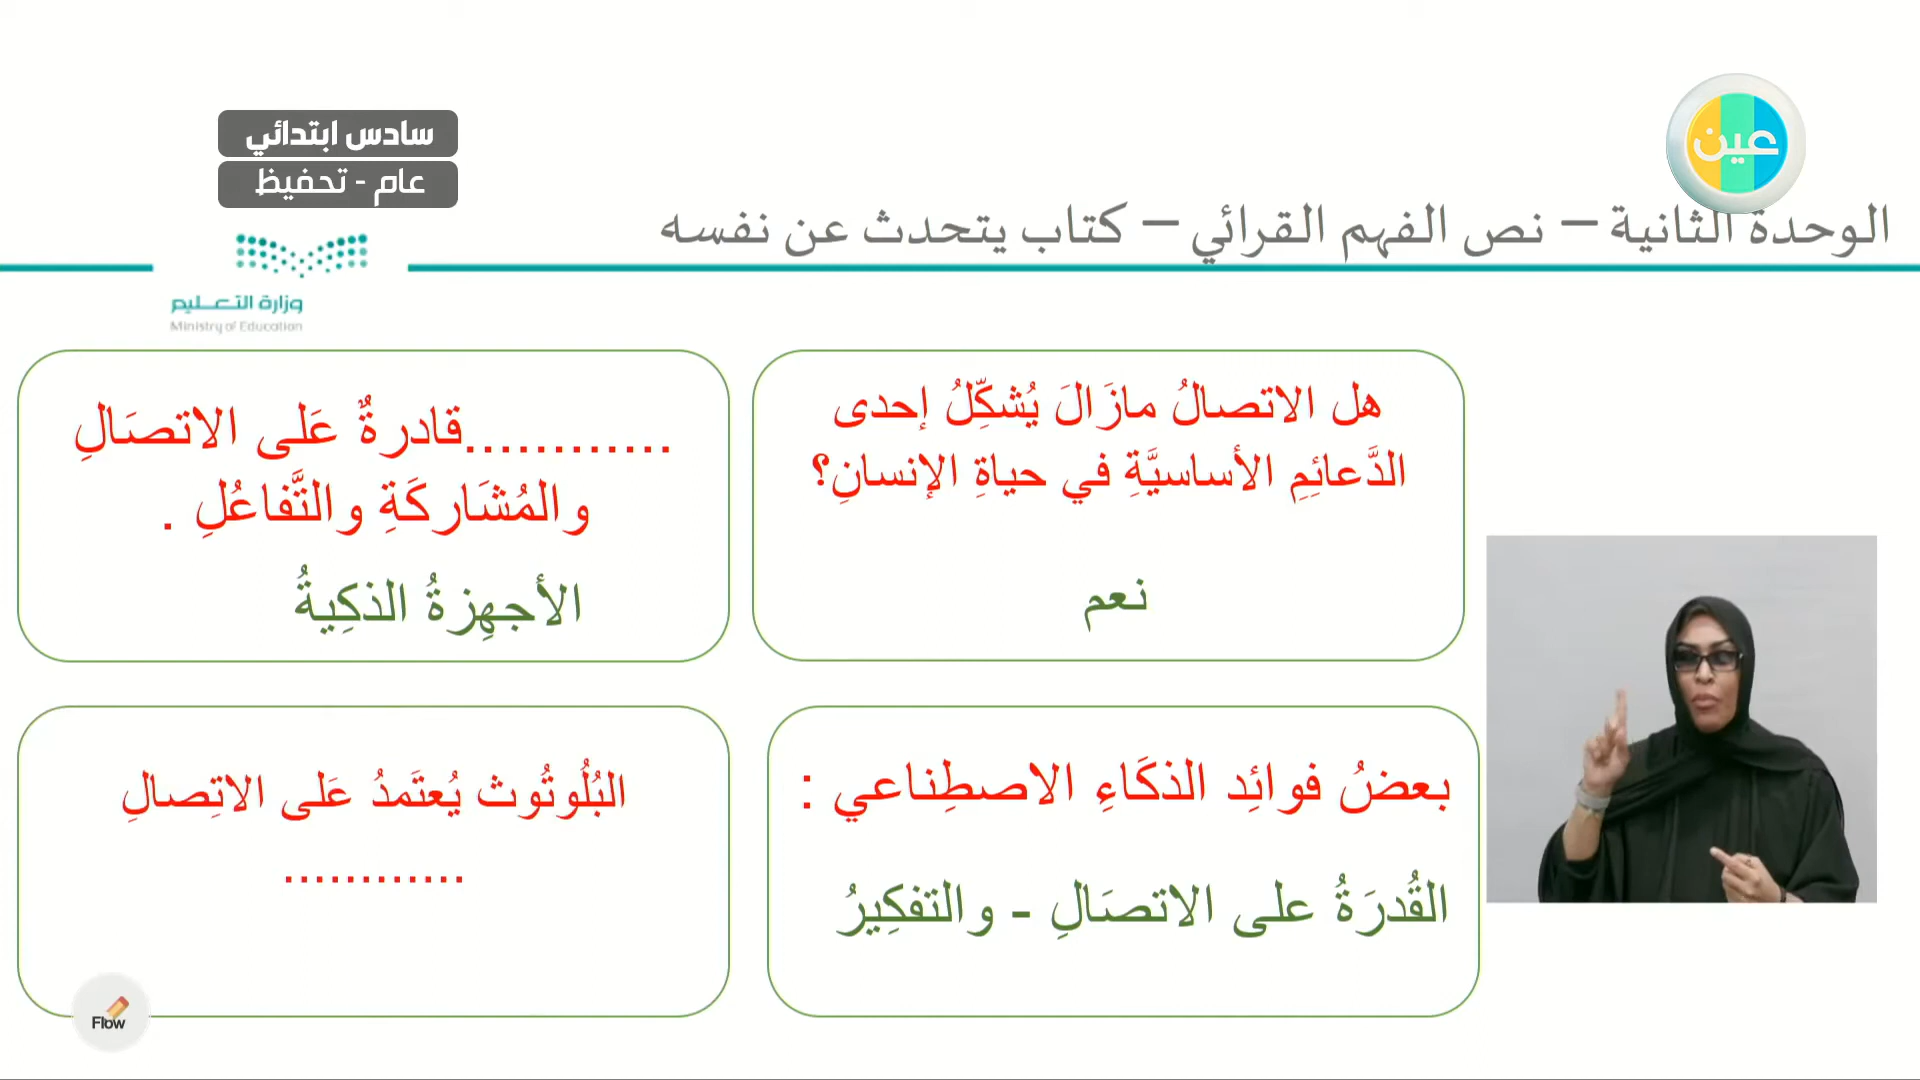 عين
سادس ابتدائي
عام - تحفيظ
الوحدة الثانية – نص الفهم القرائي – كتاب يتحدث عن نفسه
وزارة التعليم
Ministry of Education
هل الاتصالُ مازَالَ يُشكِّلُ إحدى
الدَّعائِمِ الأساسيَّةِ في حياةِ الإنسانِ؟
نعم
............قادرةٌ عَلى الاتصَالِ
والمُشَاركَةِ والتَّفاعُلِ .
الأجهِزةُ الذكِيةُ
بعضُ فوائِد الذكَاءِ الاصطِناعي :
القُدرَةُ على الاتصَالِ - والتفكِيرُ
البُلُوتُوث يُعتَمدُ عَلى الاتِصالِ
............
Flow